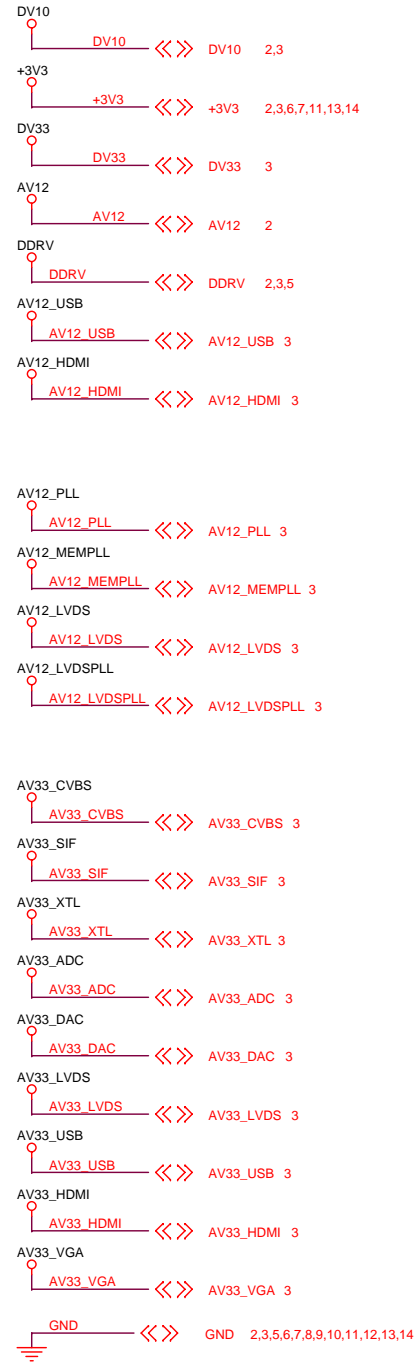 DV10
DV10 DV10 2,3
+3V3
+3V3 +3V3 2,3,6,7,11,13,14
DV33
DV33 DV33 3
AV12
AV12 AV12 2
DDRV
DDRV DDRV 2,3,5
AV12_USB
AV12_USB AV12_USB 3
AV12_HDMI
AV12_HDMI AV12_HDMI 3
AV12_PLL
AV12_PLL AV12_PLL 3
AV12_MEMPLL
AV12_MEMPLL AV12_MEMPLL 3
AV12_LVDS
AV12_LVDS AV12_LVDS 3
AV12_LVDSPLL
AV12_LVDSPLL AV12_LVDSPLL 3
AV33_CVBS
AV33_CVBS AV33_CVBS 3
AV33_SIF
AV33_SIF AV33_SIF 3
AV33_XTL
AV33_XTL AV33_XTL 3
AV33_ADC
AV33_ADC AV33_ADC 3
AV33_DAC
AV33_DAC AV33_DAC 3
AV33_LVDS
AV33_LVDS AV33_LVDS 3
AV33_USB
AV33_USB AV33_USB 3
AV33_HDMI
AV33_HDMI AV33_HDMI 3
AV33_VGA
AV33_VGA AV33_VGA 3
GND GND 2,3,5,6,7,8,9,10,11,12,13,14